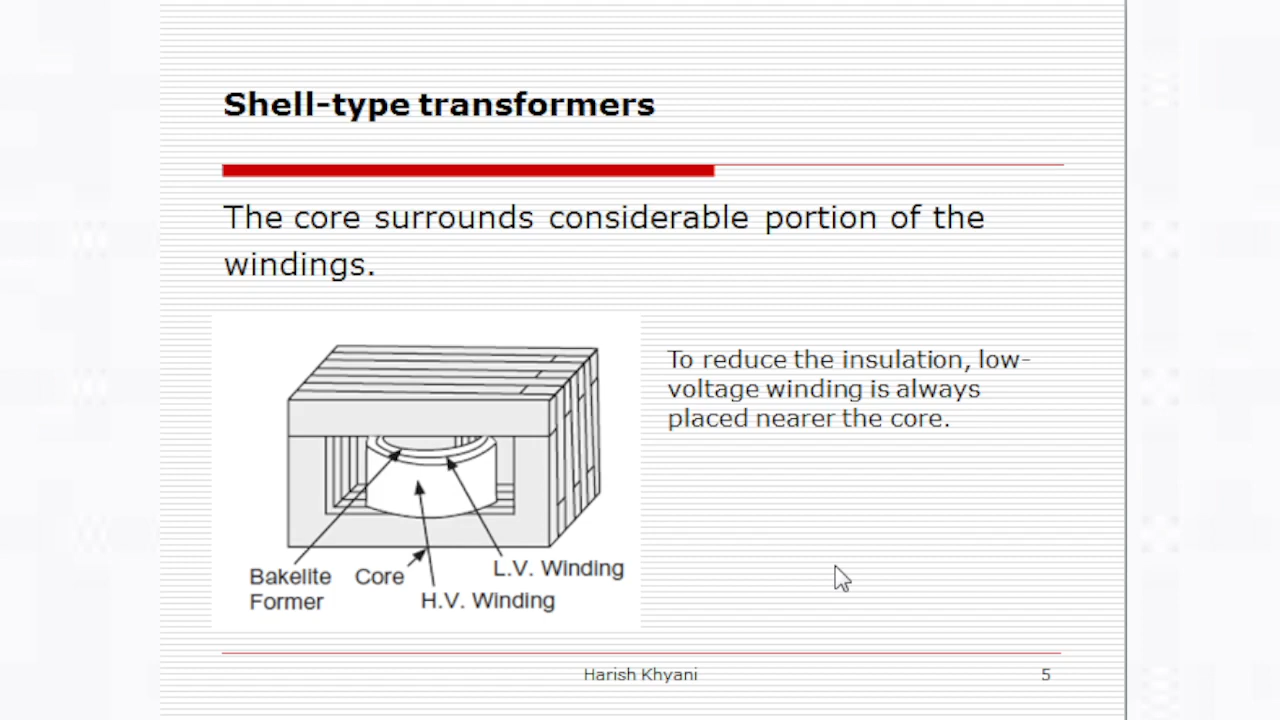 Shell-type transformers
The core surrounds considerable portion of the
windings.
To reduce the insulation, low-
voltage winding is always
placed nearer the core.
L.V. Winding
Bakelite
Former
Core
H.V. Winding
Harish Khyani
5